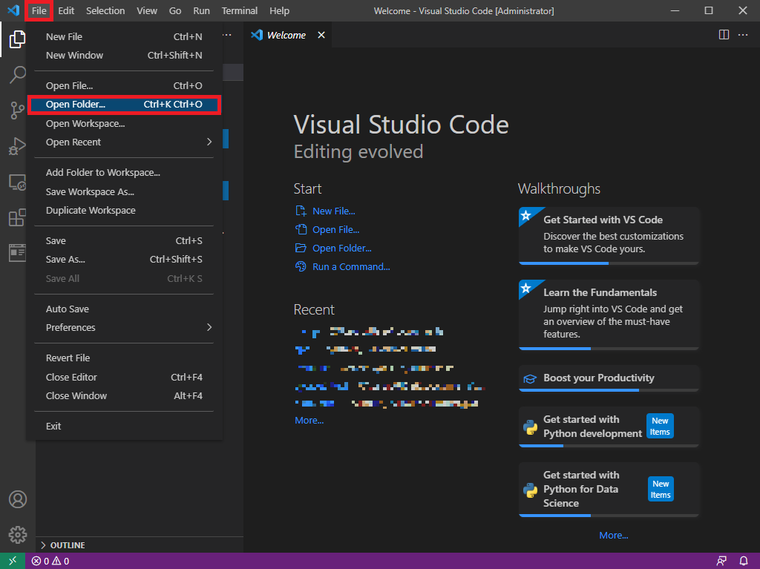 File Edit Selection View Go Run Terminal Help
Welcome - Visual Studio Code [Administrator]
New File Ctrl+N
New Window Ctrl+Shift+N
Open File... Ctrl+O
Open Folder... Ctrl+K Ctrl+O
Open Workspace...
Open Recent
Add Folder to Workspace...
Save Workspace As...
Duplicate Workspace
Save Ctrl+S
Save As... Ctrl+Shift+S
Save All Ctrl+K S
Auto Save
Preferences
Revert File
Close Editor Ctrl+F4
Close Window Alt+F4
Exit
OUTLINE
Welcome
Visual Studio Code
Editing evolved
Start
New File...
Open File...
Open Folder...
Run a Command...
Recent
More...
Walkthroughs
Get Started with VS Code
Discover the best customizations
to make VS Code yours.
Learn the Fundamentals
Jump right into VS Code and get
an overview of the must-have
features.
Boost your Productivity
Get started with
Python development
New
Items
Get started with
Python for Data
Science
New
Items
More...
0 0